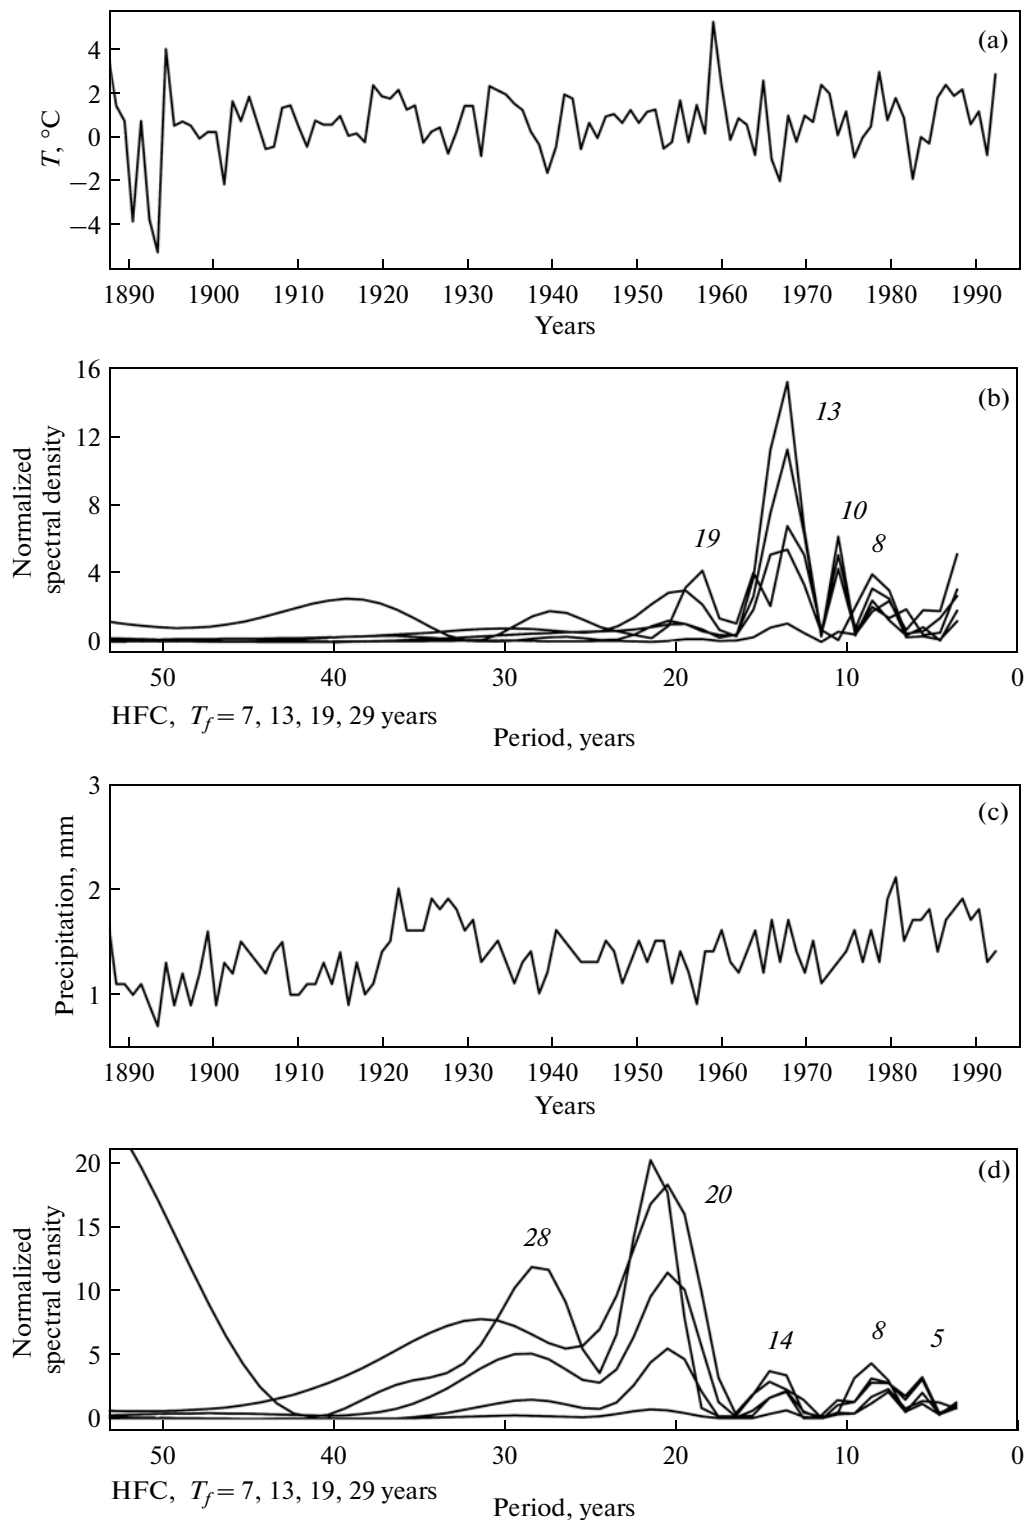 (a)
4
2
0
−2
−4
T, °C
1890 1900 1910 1920 1930 1940 1950 1960 1970 1980 1990
Years
(b)
16
12
8
4
0
Normalized
spectral density
19
13
10
8
50 40 30 20 10 0
HFC, T_f = 7, 13, 19, 29 years
Period, years
(c)
3
2
1
Precipitation, mm
1890 1900 1910 1920 1930 1940 1950 1960 1970 1980 1990
Years
(d)
20
15
10
5
0
Normalized
spectral density
28
20
14
8
5
50 40 30 20 10 0
HFC, T_f = 7, 13, 19, 29 years
Period, years